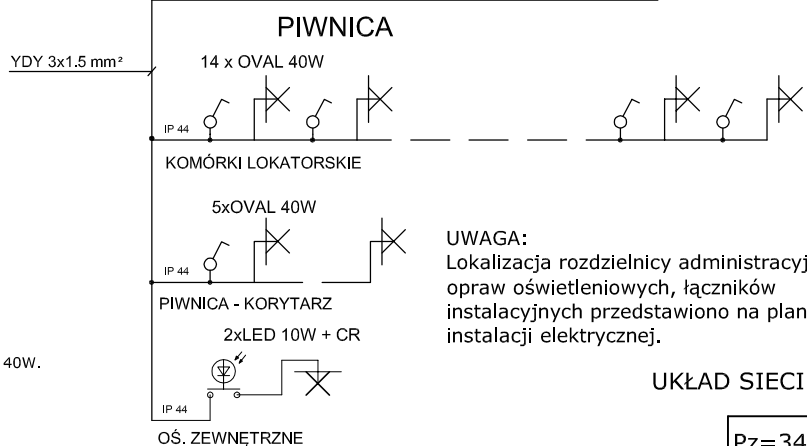 PIWNICA
YDY 3x1.5 mm²
14 x OVAL 40W
IP 44
KOMÓRKI LOKATORSKIE
5xOVAL 40W
IP 44
PIWNICA - KORYTARZ
UWAGA:
Lokalizacja rozdzielnicy administracyj
opraw oświetleniowych, łączników
instalacyjnych przedstawiono na plan
instalacji elektrycznej.
2xLED 10W + CR
40W.
UKŁAD SIECI
IP 44
OŚ. ZEWNĘTRZNE
Pz=34